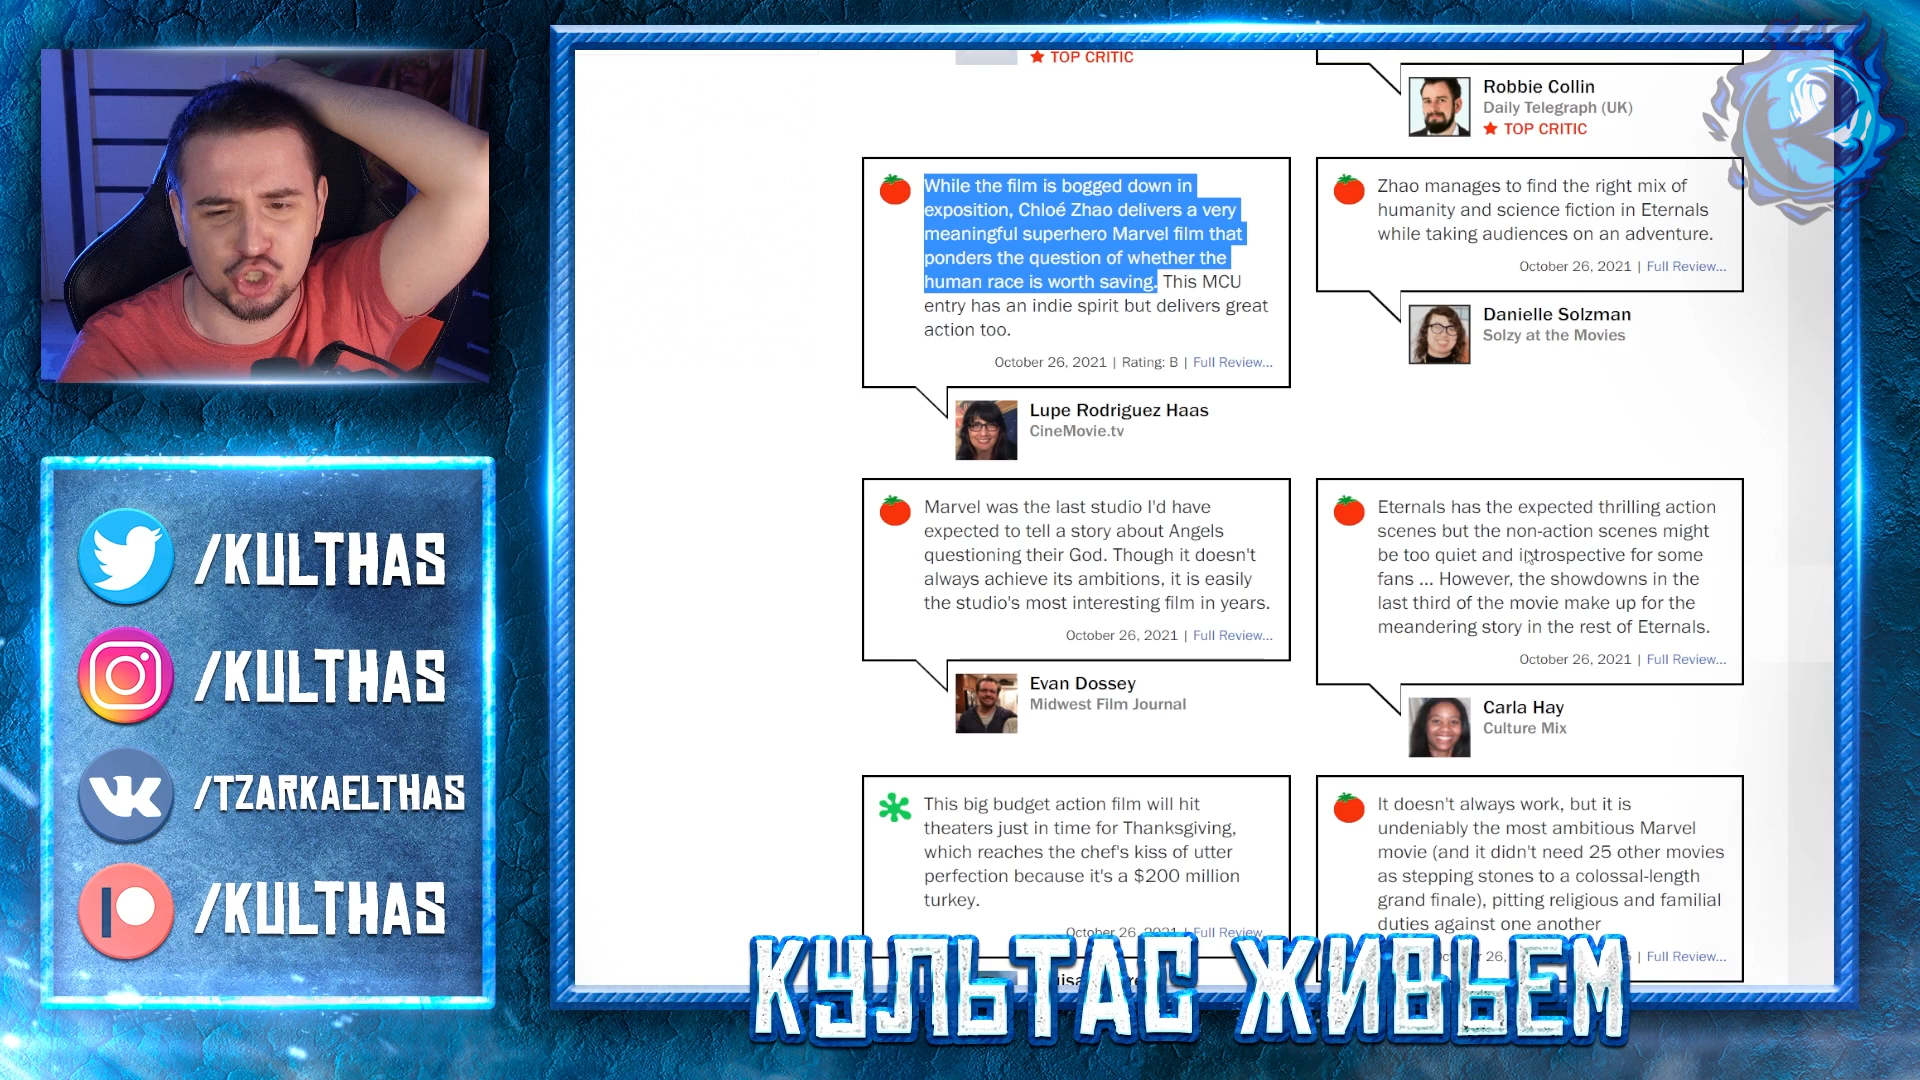 ★ TOP CRITIC
Robbie Collin
Daily Telegraph (UK)
★ TOP CRITIC
While the film is bogged down in
exposition, Chloé Zhao delivers a very
meaningful superhero Marvel film that
ponders the question of whether the
human race is worth saving. This MCU
entry has an indie spirit but delivers great
action too.
October 26, 2021 | Rating: B | Full Review...
Lupe Rodriguez Haas
CineMovie.tv
Zhao manages to find the right mix of
humanity and science fiction in Eternals
while taking audiences on an adventure.
October 26, 2021 | Full Review...
Danielle Solzman
Solzy at the Movies
Marvel was the last studio I'd have
expected to tell a story about Angels
questioning their God. Though it doesn't
always achieve its ambitions, it is easily
the studio's most interesting film in years.
October 26, 2021 | Full Review...
Evan Dossey
Midwest Film Journal
Eternals has the expected thrilling action
scenes but the non-action scenes might
be too quiet and introspective for some
fans ... However, the showdowns in the
last third of the movie make up for the
meandering story in the rest of Eternals.
October 26, 2021 | Full Review...
Carla Hay
Culture Mix
This big budget action film will hit
theaters just in time for Thanksgiving,
which reaches the chef's kiss of utter
perfection because it's a $200 million
turkey.
October 26, 2021 | Full Review...
It doesn't always work, but it is
undeniably the most ambitious Marvel
movie (and it didn't need 25 other movies
as stepping stones to a colossal-length
grand finale), pitting religious and familial
duties against one another
26, | Full Review...
/KULTHAS
/KULTHAS
/TZARKAELTHAS
/KULTHAS
КУЛЬТАС ЖИВЬЕМ